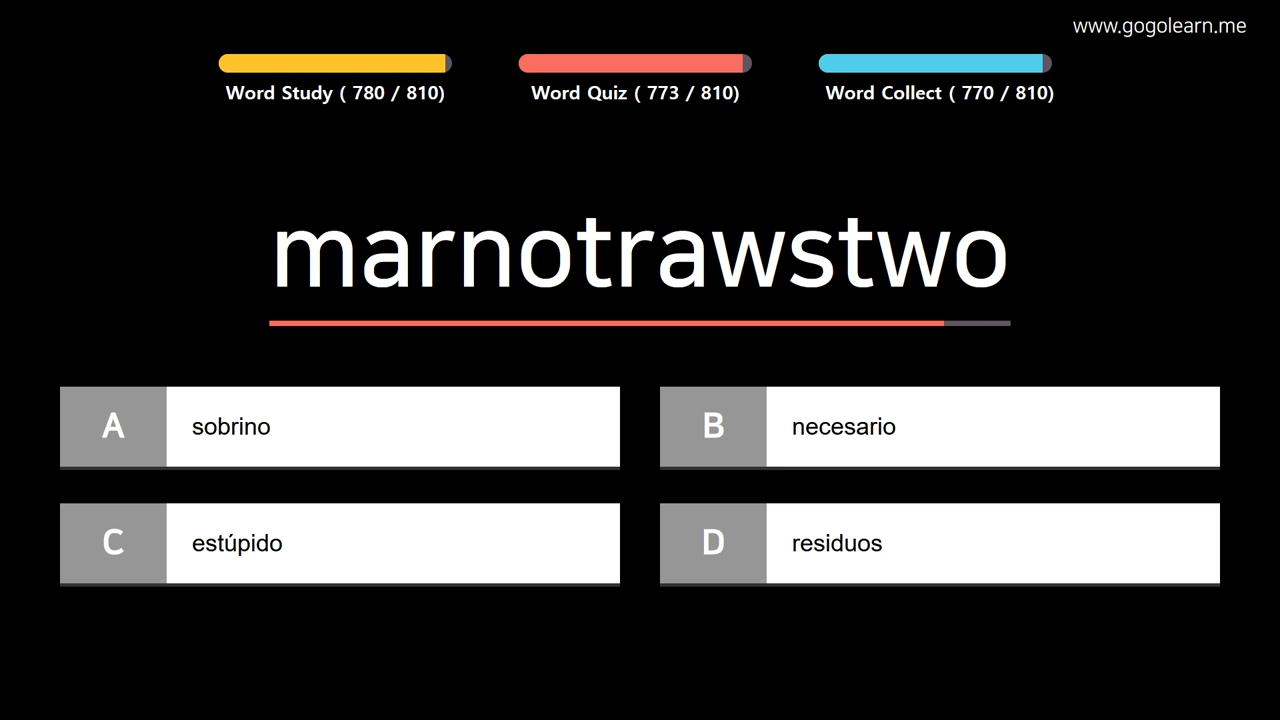 www.gogolearn.me
Word Study ( 780 / 810)
Word Quiz ( 773 / 810)
Word Collect ( 770 / 810)
marnotrawstwo
A sobrino
B necesario
C estúpido
D residuos